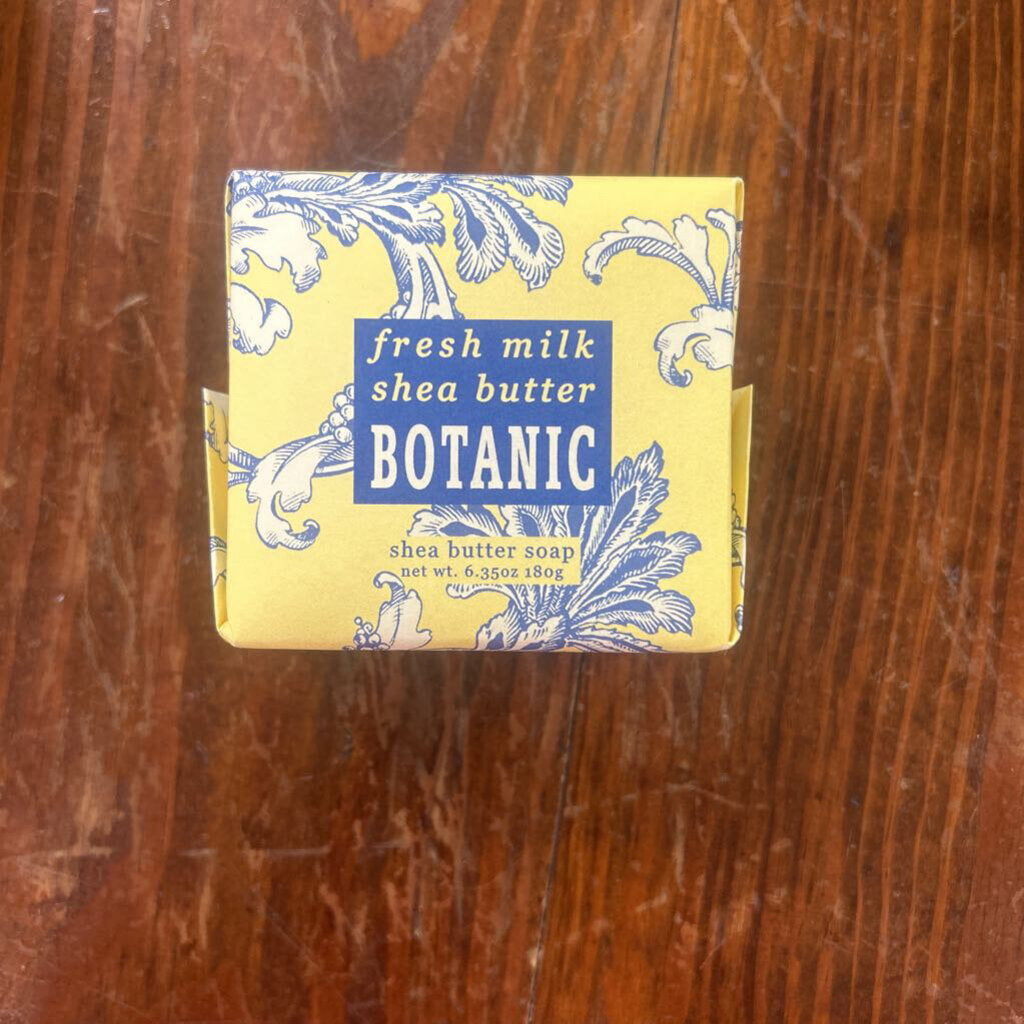 fresh milk
shea butter
BOTANIC
shea butter soap
net wt. 6.35oz 180g